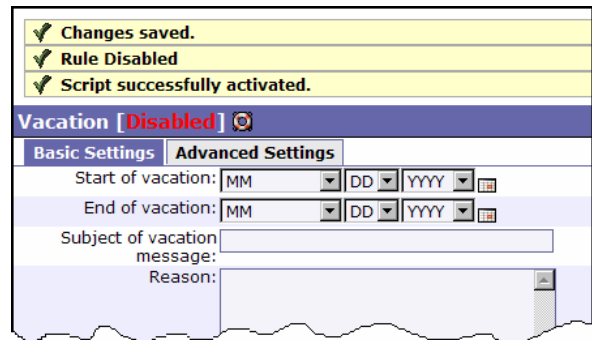 Changes saved.
Rule Disabled
Script successfully activated.
Vacation [Disabled]
Basic Settings Advanced Settings
Start of vacation: MM DD YYYY
End of vacation: MM DD YYYY
Subject of vacation
message:
Reason: